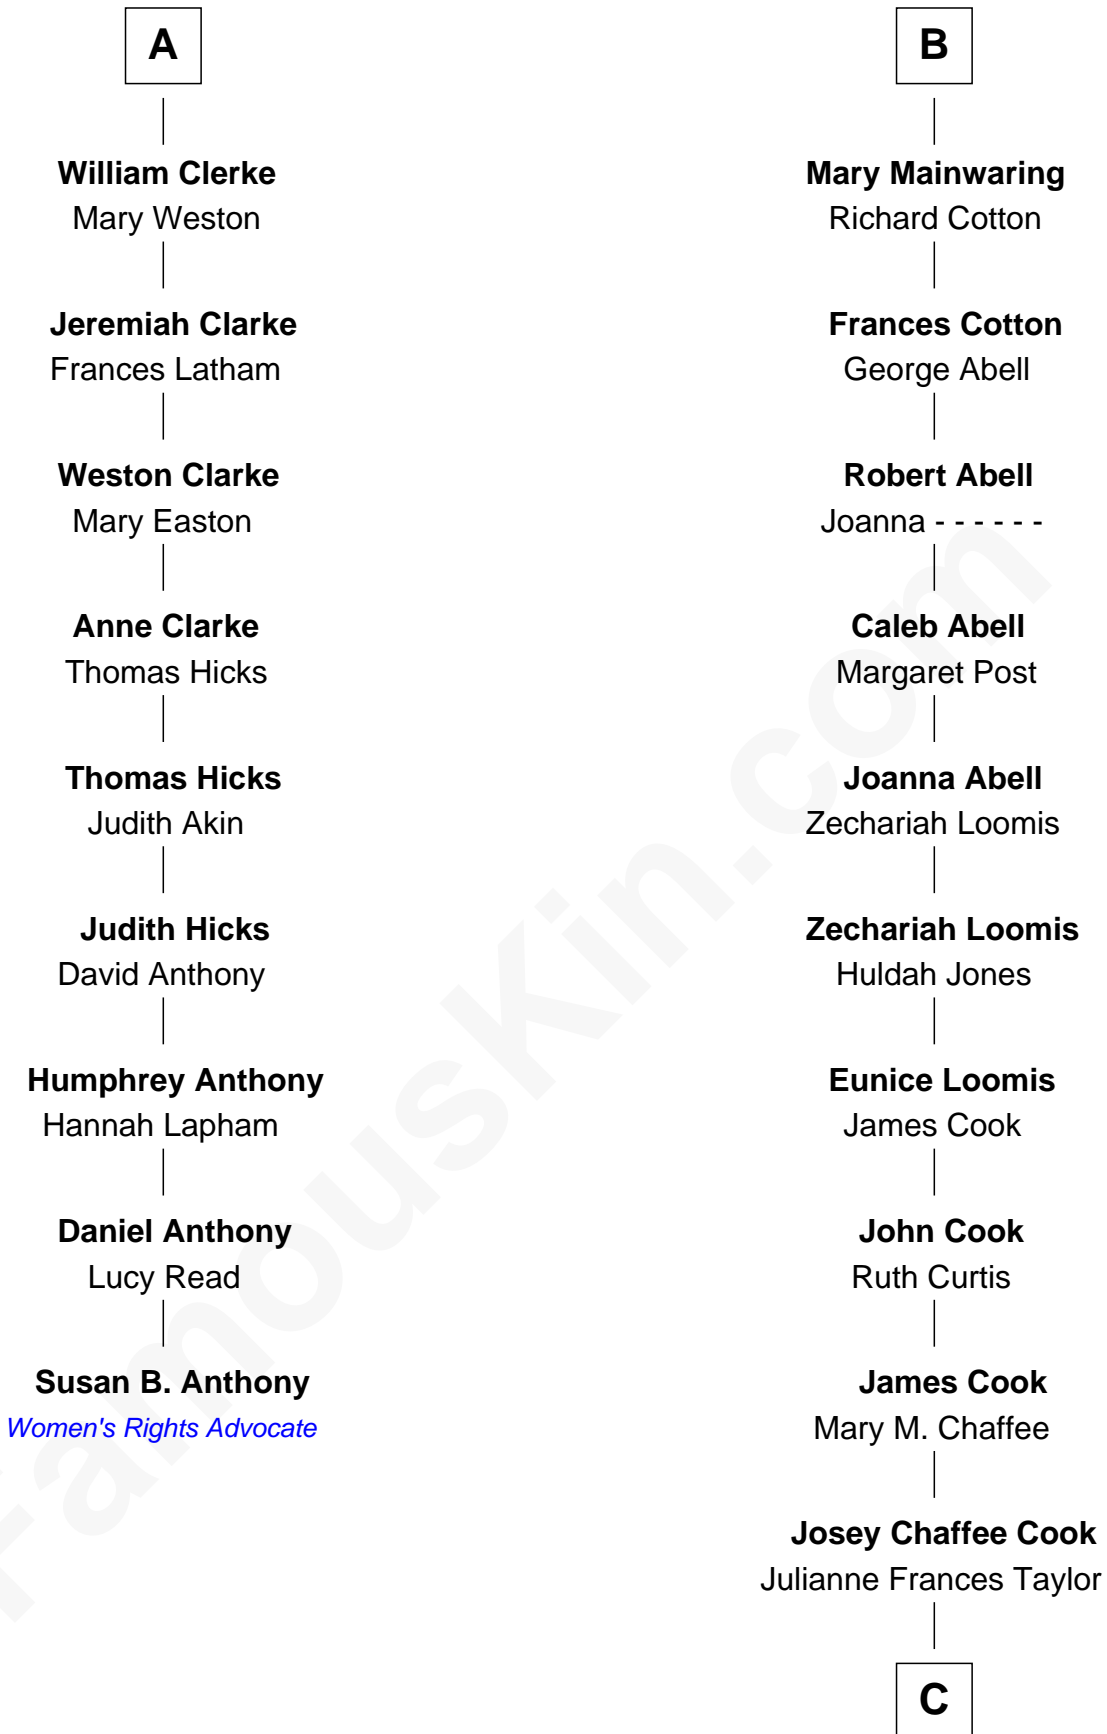 A
William Clerke
Mary Weston
Jeremiah Clarke
Frances Latham
Weston Clarke
Mary Easton
Anne Clarke
Thomas Hicks
Thomas Hicks
Judith Akin
Judith Hicks
David Anthony
Humphrey Anthony
Hannah Lapham
Daniel Anthony
Lucy Read
Susan B. Anthony
Women's Rights Advocate
B
Mary Mainwaring
Richard Cotton
Frances Cotton
George Abell
Robert Abell
Joanna - - - - - -
Caleb Abell
Margaret Post
Joanna Abell
Zechariah Loomis
Zechariah Loomis
Huldah Jones
Eunice Loomis
James Cook
John Cook
Ruth Curtis
James Cook
Mary M. Chaffee
Josey Chaffee Cook
Julianne Frances Taylor
C
FamousKin.com